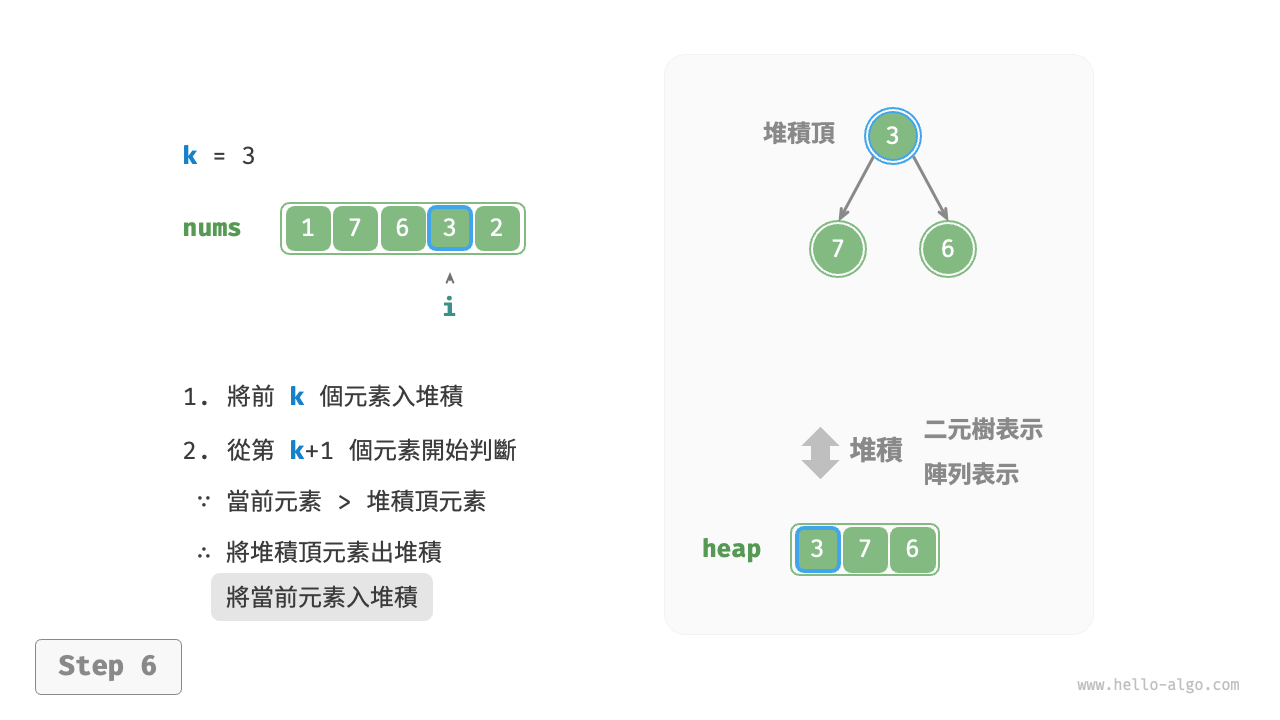 k = 3
nums 1 7 6 3 2
i
1. 將前 k 個元素入堆積
2. 從第 k+1 個元素開始判斷
∵ 當前元素 > 堆積頂元素
∴ 將堆積頂元素出堆積
將當前元素入堆積
Step 6
堆積頂 3
7 6
堆積 二元樹表示
陣列表示
heap 3 7 6
www.hello-algo.com